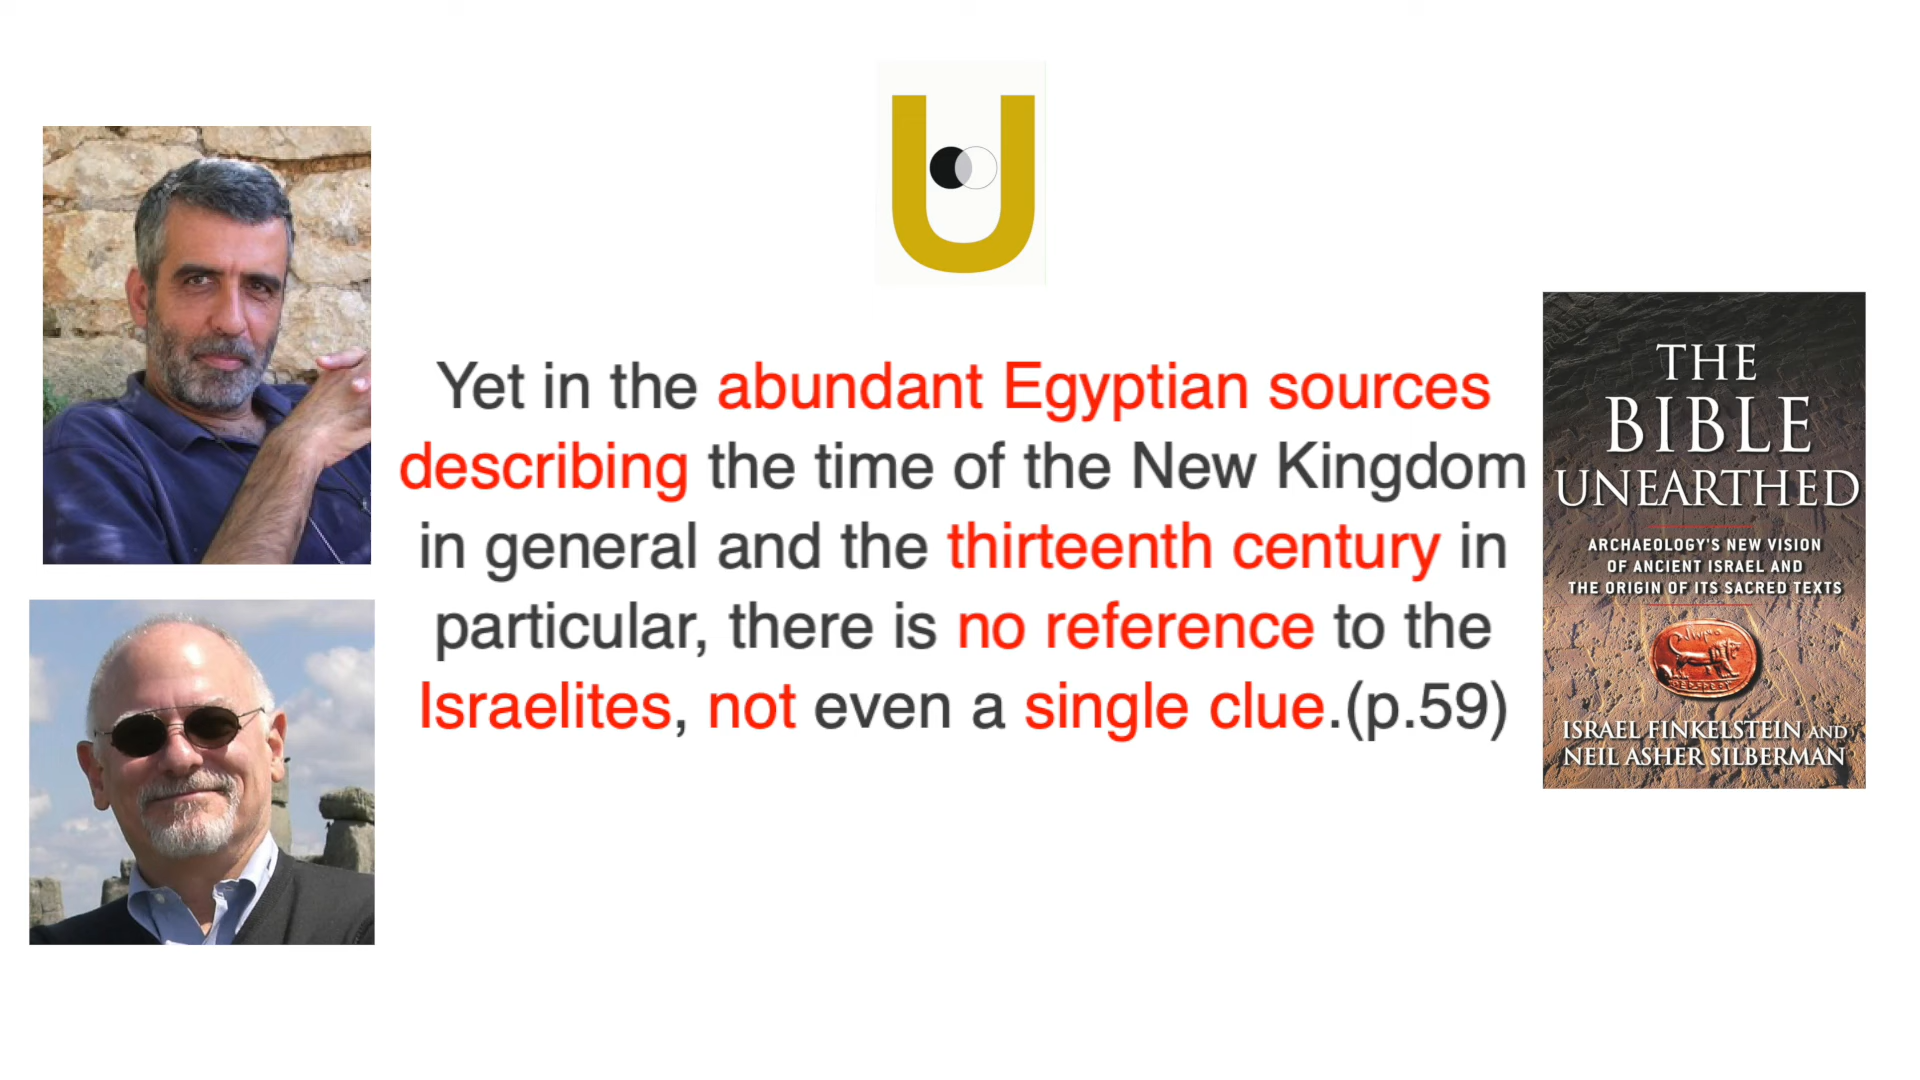 U
Yet in the abundant Egyptian sources
describing the time of the New Kingdom
in general and the thirteenth century in
particular, there is no reference to the
Israelites, not even a single clue.(p.59)
THE
BIBLE
UNEARTHED
ARCHAEOLOGY'S NEW VISION
OF ANCIENT ISRAEL AND
THE ORIGIN OF ITS SACRED TEXTS
ISRAEL FINKELSTEIN AND
NEIL ASHER SILBERMAN